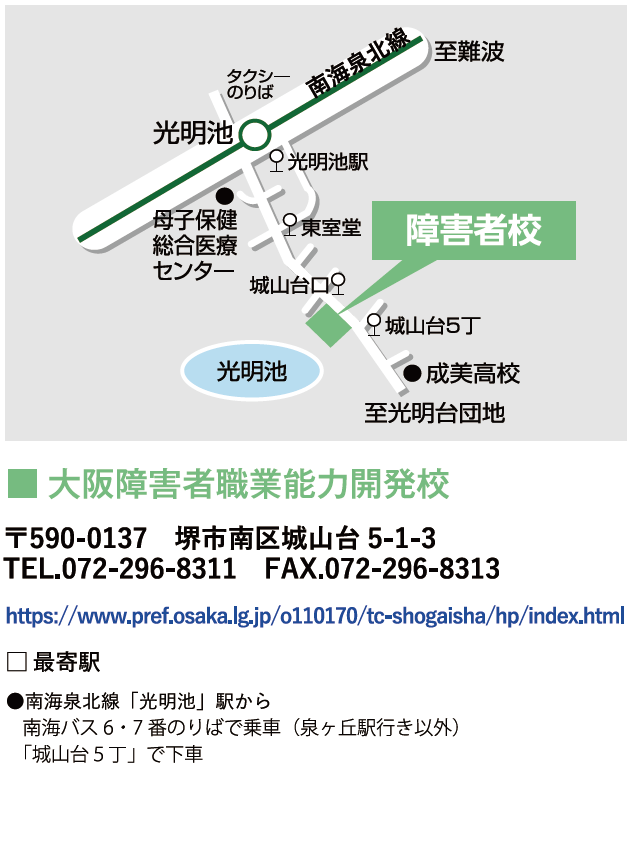 南海泉北線
至難波
タクシー
のりば
光明池
光明池駅
母子保健
総合医療
センター
東室堂
障害者校
城山台口
城山台5丁
光明池
成美高校
至光明台団地
■ 大阪障害者職業能力開発校
〒590-0137　堺市南区城山台 5-1-3
TEL.072-296-8311　FAX.072-296-8313
https://www.pref.osaka.lg.jp/o110170/tc-shogaisha/hp/index.html
□ 最寄駅
●南海泉北線「光明池」駅から
南海バス 6・7 番のりばで乗車（泉ヶ丘駅行き以外）
「城山台 5 丁」で下車